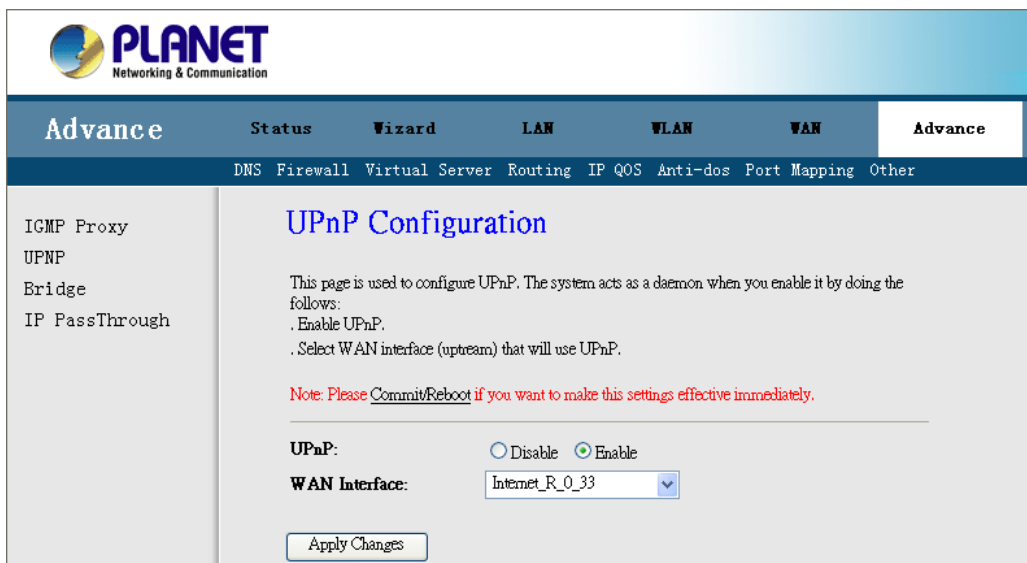 PLANET
Networking & Communication
Advance
Status Wizard LAN WLAN WAN Advance
DNS Firewall Virtual Server Routing IP QOS Anti-dos Port Mapping Other
IGMP Proxy
UPNP
Bridge
IP PassThrough
UPnP Configuration
This page is used to configure UPnP. The system acts as a daemon when you enable it by doing the
follows:
. Enable UPnP.
. Select WAN interface (uptream) that will use UPnP.
Note: Please Commit/Reboot if you want to make this settings effective immediately.
UPnP: Disable Enable
WAN Interface: Internet_R_0_33
Apply Changes